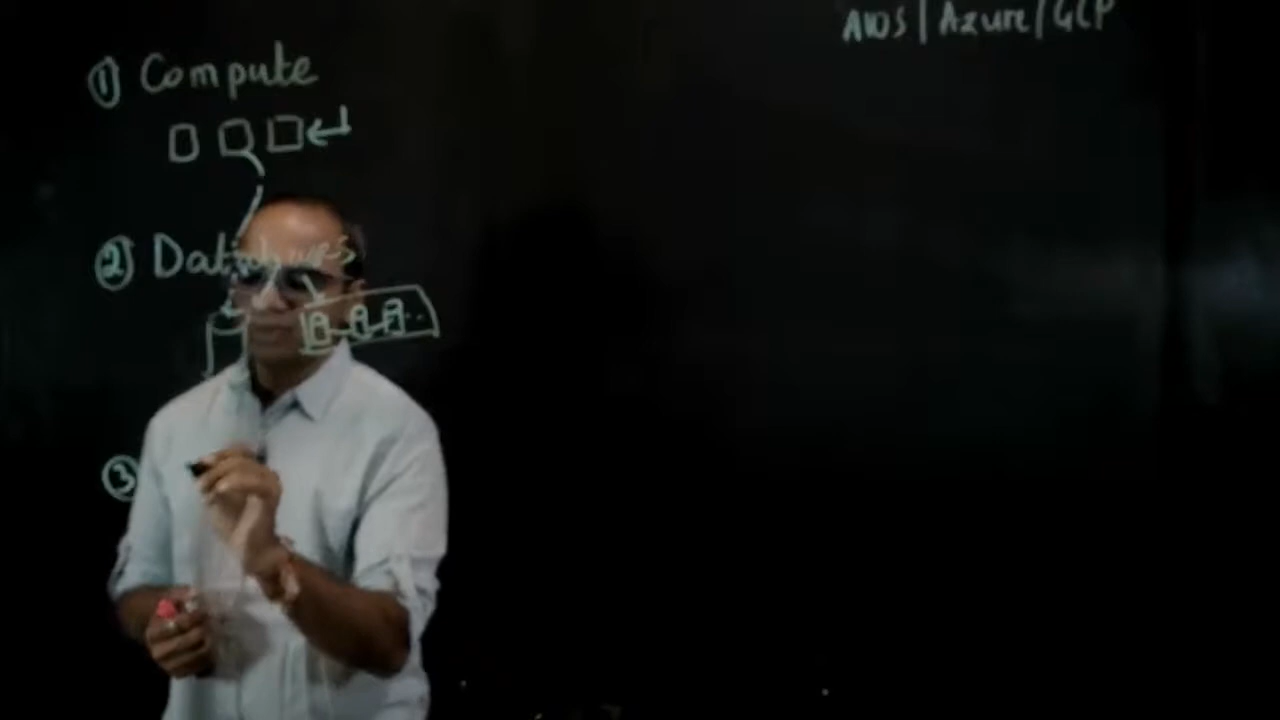 AWS | Azure / GCP
① Compute
② Databases
③